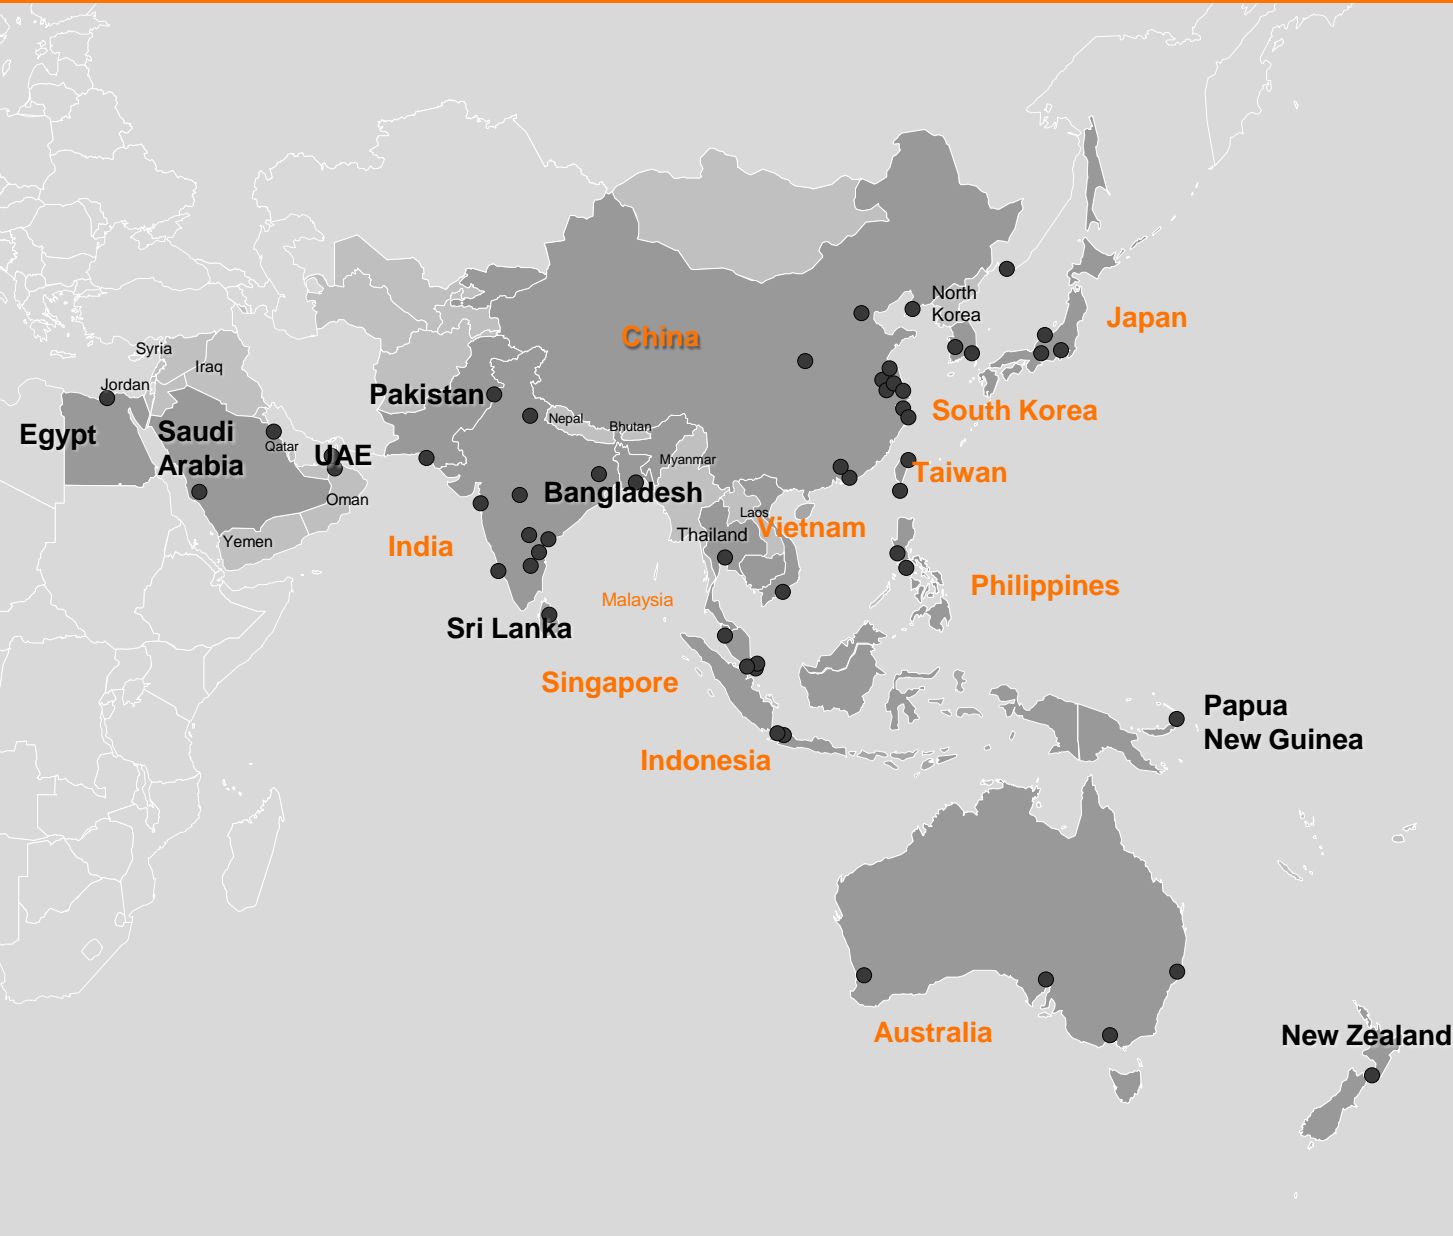 North
Korea
Japan
China
Syria
Iraq
Jordan
Pakistan
South Korea
Nepal
Bhutan
Egypt
Saudi
Arabia
Qatar
UAE
Myanmar
Taiwan
Bangladesh
Oman
Laos
Vietnam
Thailand
Yemen
India
Philippines
Malaysia
Sri Lanka
Singapore
Papua
New Guinea
Indonesia
Australia
New Zealand